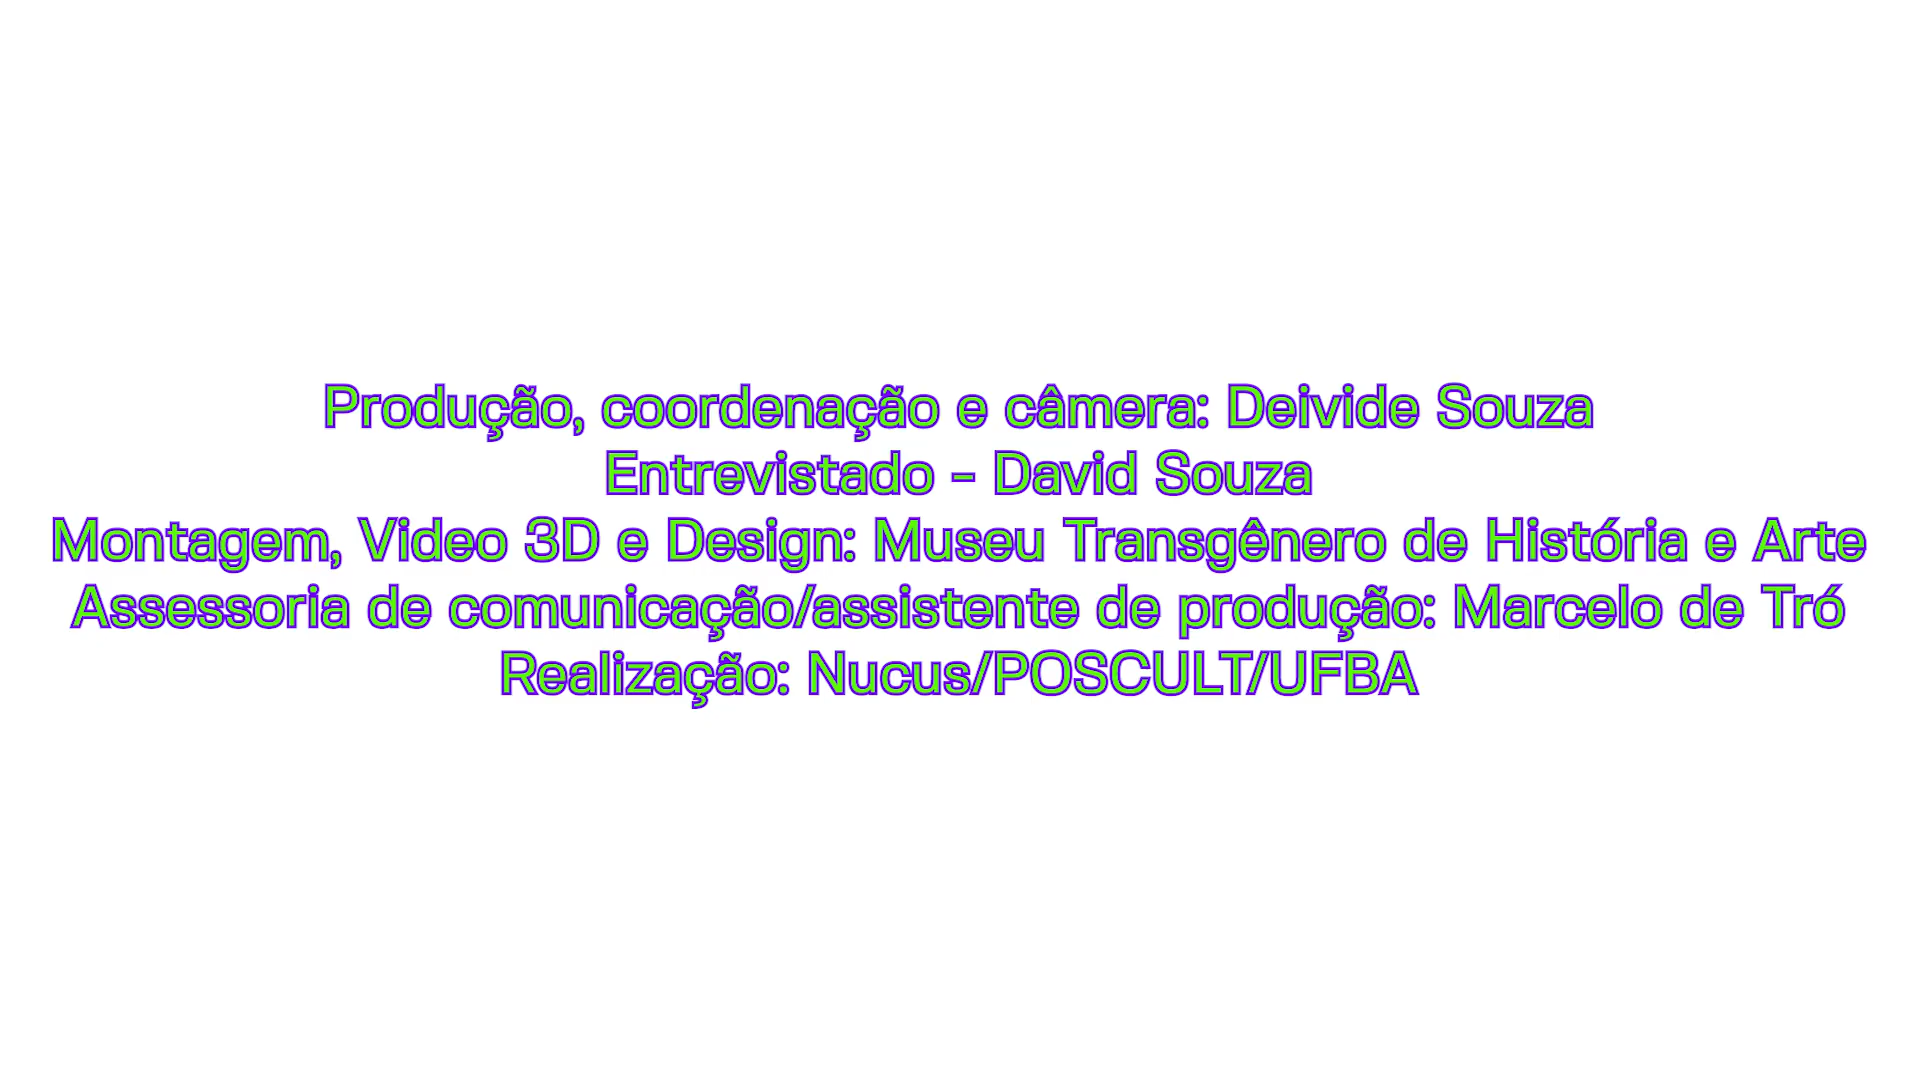 Produção, coordenação e câmera: Deivide Souza
Entrevistado - David Souza
Montagem, Video 3D e Design: Museu Transgênero de História e Arte
Assessoria de comunicação/assistente de produção: Marcelo de Tró
Realização: Nucus/POSCULT/UFBA